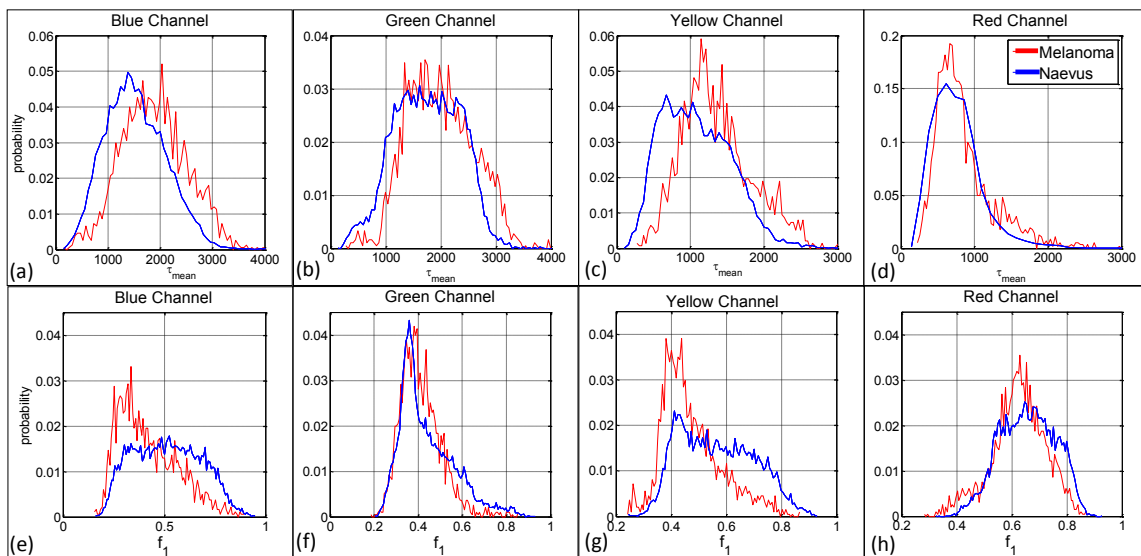 Blue Channel
Green Channel
Yellow Channel
Red Channel
probability
0.06
0.05
0.04
0.03
0.02
0.01
0
0 1000 2000 3000 4000
τmean
(a)
0.04
0.03
0.02
0.01
0
0 1000 2000 3000 4000
τmean
(b)
0.06
0.05
0.04
0.03
0.02
0.01
0
0 1000 2000 3000
τmean
(c)
0.2
0.15
0.1
0.05
0
0 1000 2000 3000
τmean
(d)
Melanoma
Naevus
Blue Channel
Green Channel
Yellow Channel
Red Channel
probability
0.04
0.03
0.02
0.01
0
0 0.5 1
f1
(e)
0.04
0.03
0.02
0.01
0
0 0.2 0.4 0.6 0.8 1
f1
(f)
0.04
0.03
0.02
0.01
0
0.2 0.4 0.6 0.8 1
f1
(g)
0.04
0.03
0.02
0.01
0
0.2 0.4 0.6 0.8 1
f1
(h)